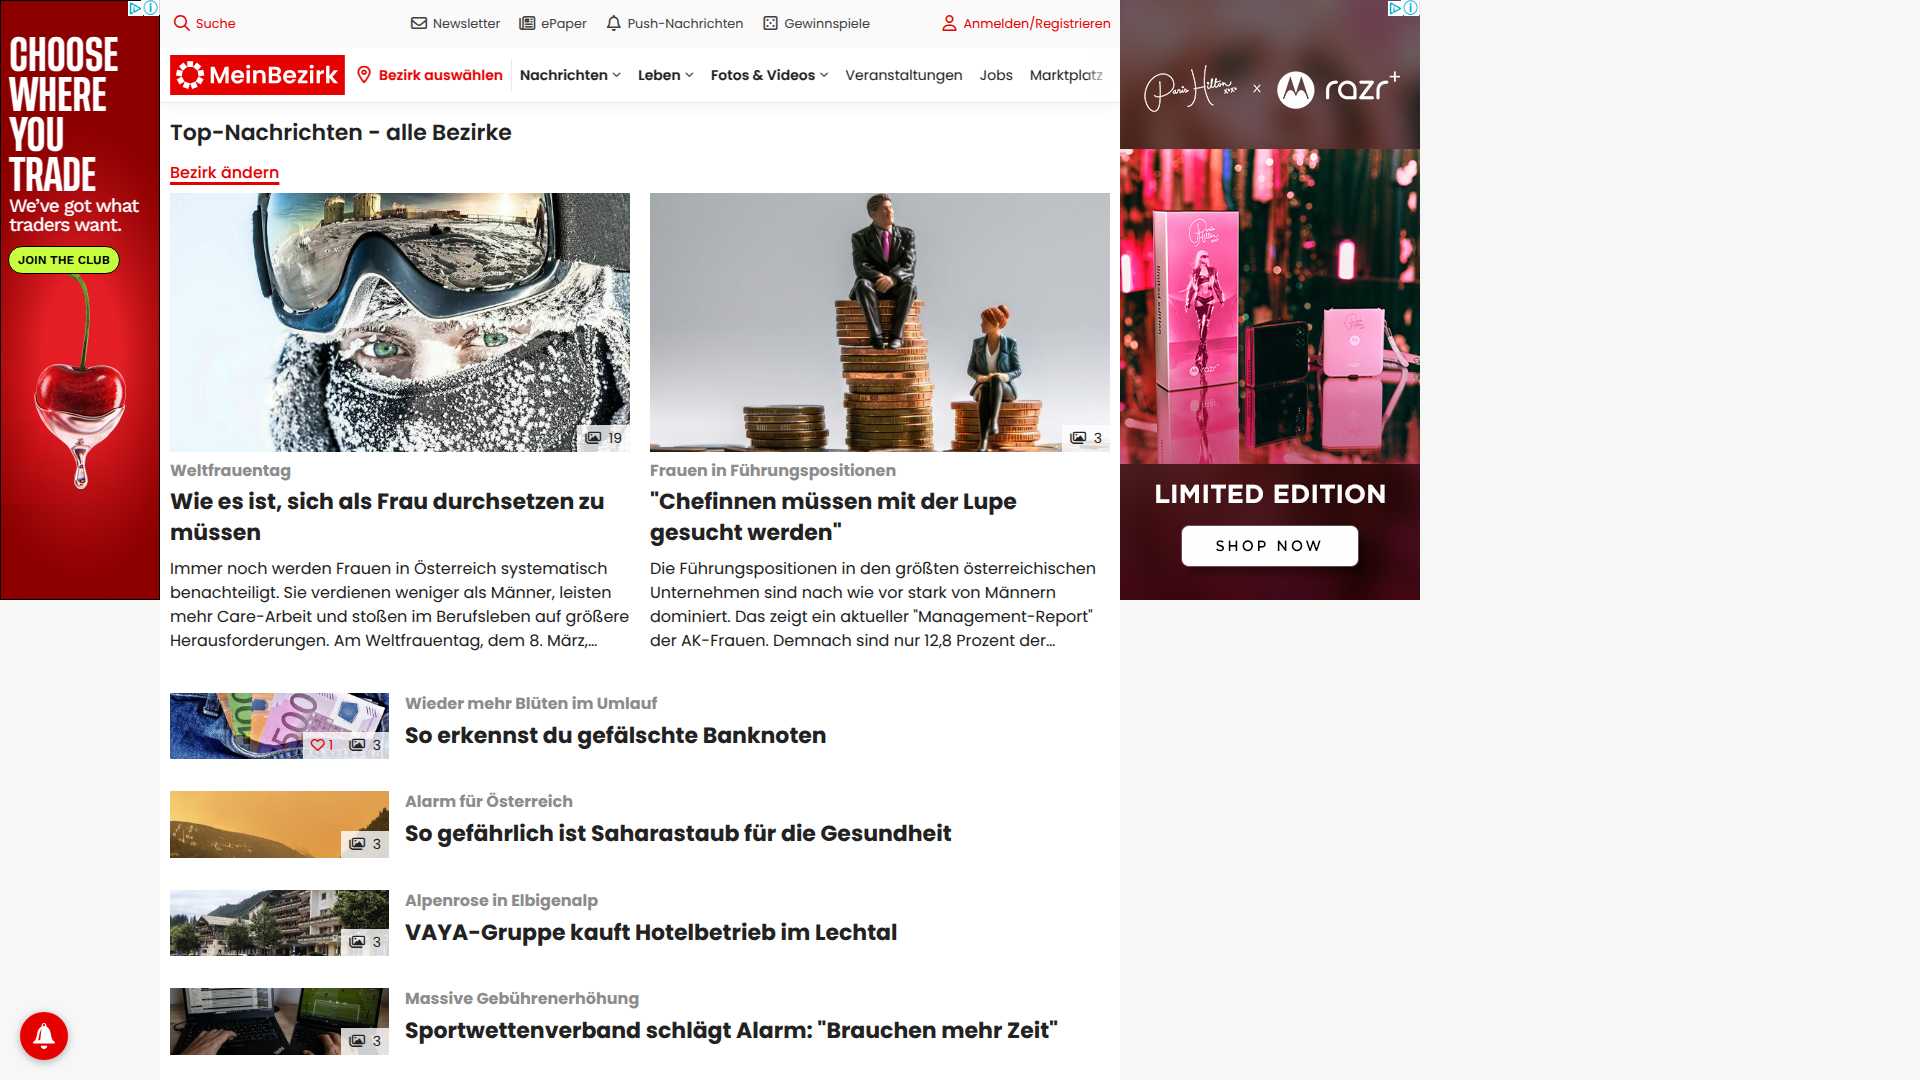 Suche
Newsletter
ePaper
Push-Nachrichten
Gewinnspiele
Anmelden/Registrieren
MeinBezirk
Bezirk auswählen
Nachrichten
Leben
Fotos & Videos
Veranstaltungen
Jobs
Marktplatz
CHOOSE
WHERE
YOU
TRADE
We've got what
traders want.
JOIN THE CLUB
Top-Nachrichten - alle Bezirke
Bezirk ändern
19
Weltfrauentag
Wie es ist, sich als Frau durchsetzen zu
müssen
Immer noch werden Frauen in Österreich systematisch
benachteiligt. Sie verdienen weniger als Männer, leisten
mehr Care-Arbeit und stoßen im Berufsleben auf größere
Herausforderungen. Am Weltfrauentag, dem 8. März,...
3
Frauen in Führungspositionen
"Chefinnen müssen mit der Lupe
gesucht werden"
Die Führungspositionen in den größten österreichischen
Unternehmen sind nach wie vor stark von Männern
dominiert. Das zeigt ein aktueller "Management-Report"
der AK-Frauen. Demnach sind nur 12,8 Prozent der...
500
1
3
Wieder mehr Blüten im Umlauf
So erkennst du gefälschte Banknoten
3
Alarm für Österreich
So gefährlich ist Saharastaub für die Gesundheit
3
Alpenrose in Elbigenalp
VAYA-Gruppe kauft Hotelbetrieb im Lechtal
3
Massive Gebührenerhöhung
Sportwettenverband schlägt Alarm: "Brauchen mehr Zeit"
Paris Hilton
x
razr+
LIMITED EDITION
SHOP NOW